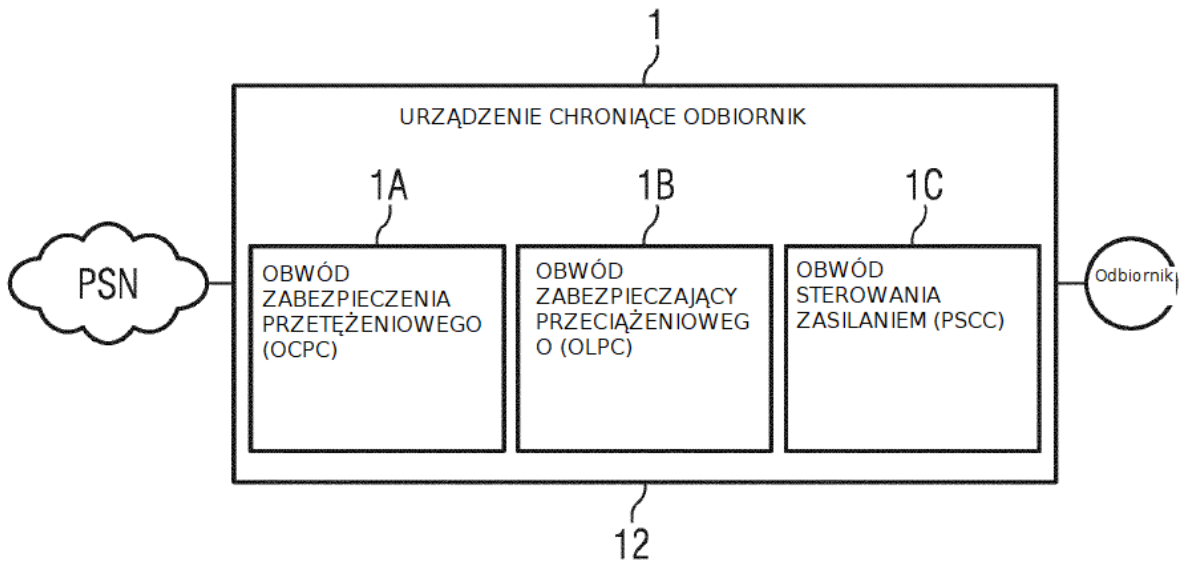 1
URZĄDZENIE CHRONIĄCE ODBIORNIK
1A
1B
1C
PSN
OBWÓD
ZABEZPIECZENIA
PRZETĘŻENIOWEGO
(OCPC)
OBWÓD
ZABEZPIECZAJĄCY
PRZECIĄŻENIOWEG
O (OLPC)
OBWÓD
STEROWANIA
ZASILANIEM (PSCC)
Odbiornik
12